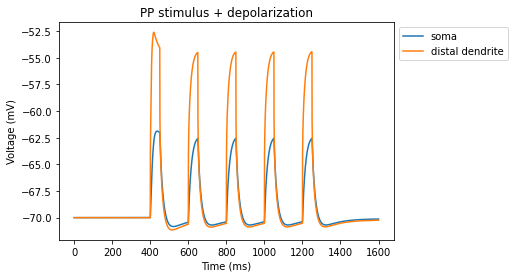 PP stimulus + depolarization
−52.5
−55.0
−57.5
−60.0
−62.5
−65.0
−67.5
−70.0
Voltage (mV)
0 200 400 600 800 1000 1200 1400 1600
Time (ms)
soma
distal dendrite